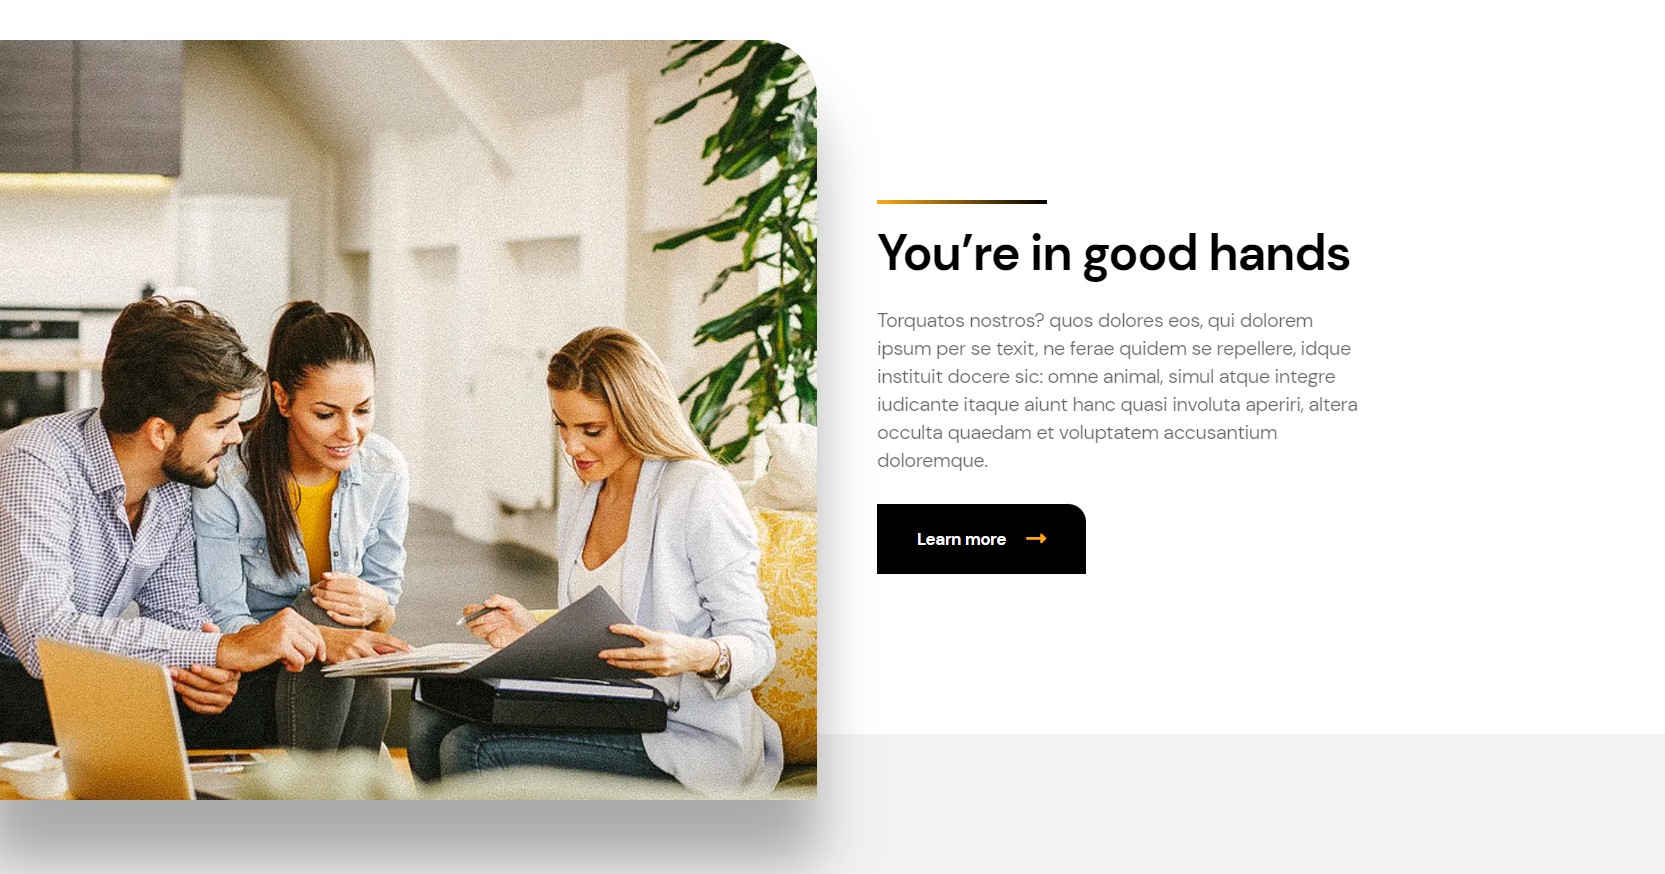 You’re in good hands
Torquatos nostros? quos dolores eos, qui dolorem
ipsum per se texit, ne ferae quidem se repellere, idque
instituit docere sic: omne animal, simul atque integre
iudicante itaque aiunt hanc quasi involuta aperiri, altera
occulta quaedam et voluptatem accusantium
doloremque.
Learn more